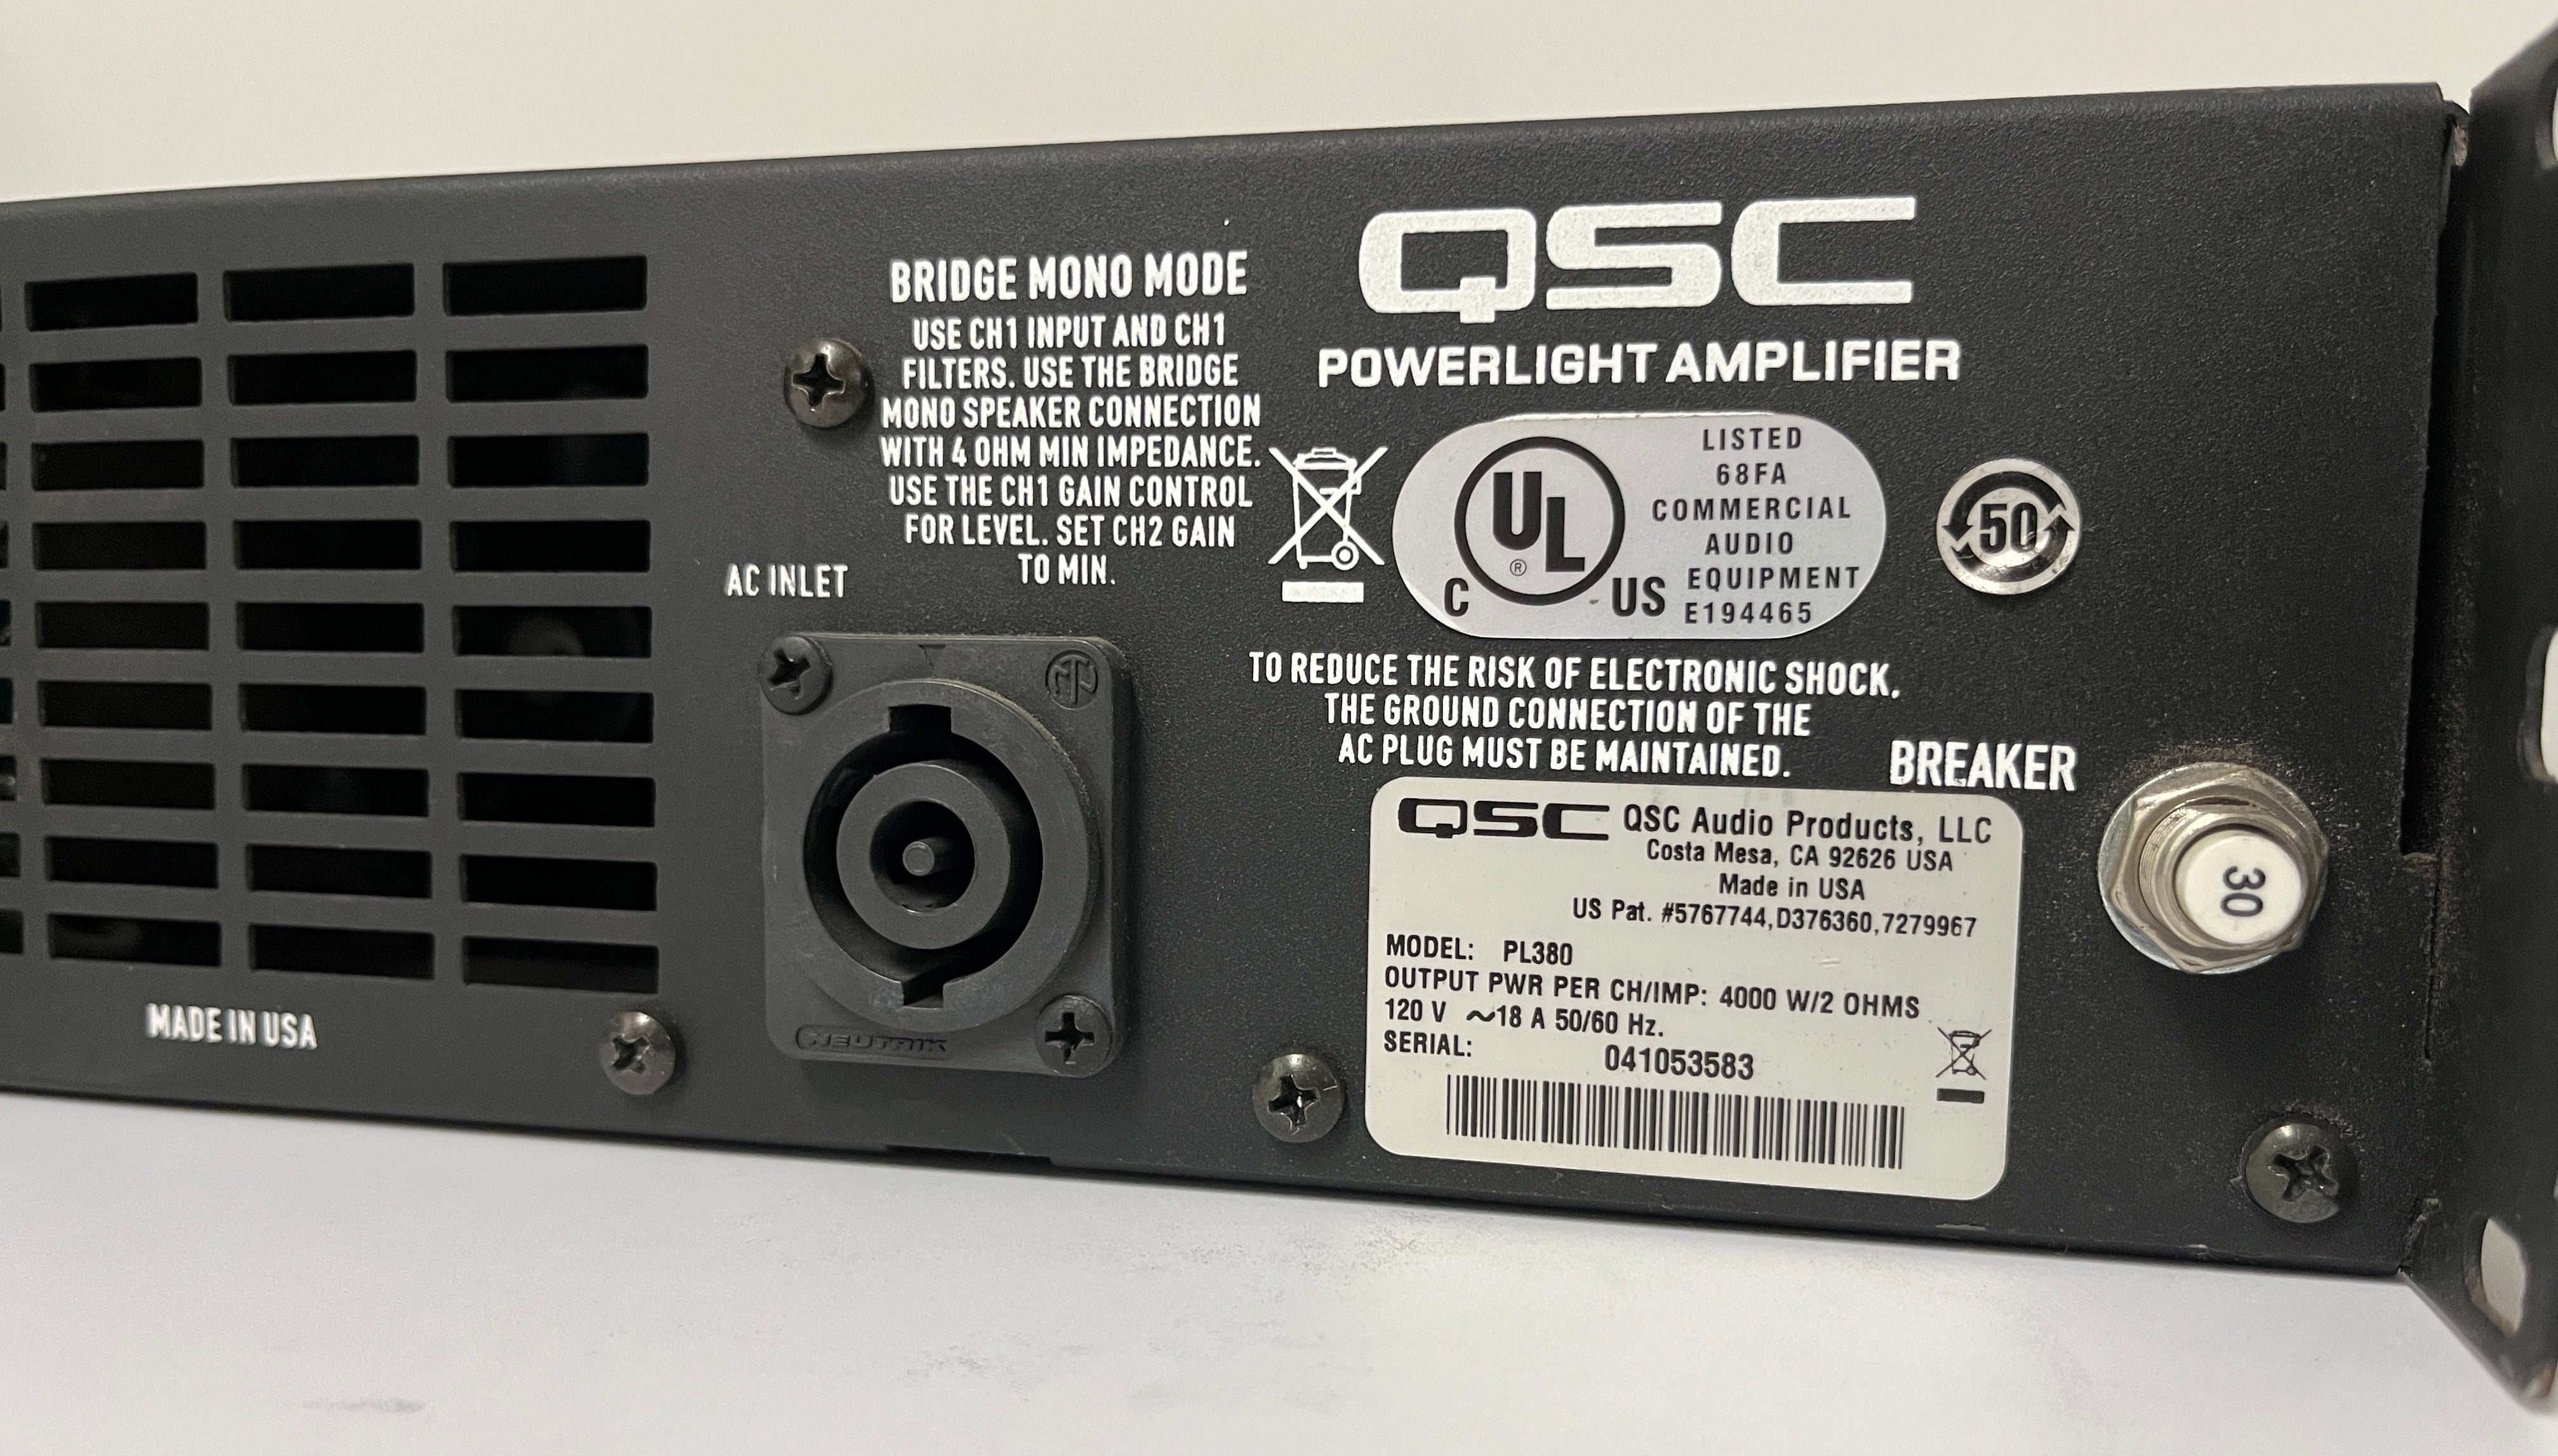 BRIDGE MONO MODE
USE CH1 INPUT AND CH1
FILTERS. USE THE BRIDGE
MONO SPEAKER CONNECTION
WITH 4 OHM MIN IMPEDANCE.
USE THE CH1 GAIN CONTROL
FOR LEVEL. SET CH2 GAIN
TO MIN.
AC INLET
NEUTRIK
MADE IN USA
QSC
POWERLIGHT AMPLIFIER
C UL ® US
LISTED
68FA
COMMERCIAL
AUDIO
EQUIPMENT
E194465
50
TO REDUCE THE RISK OF ELECTRONIC SHOCK,
THE GROUND CONNECTION OF THE
AC PLUG MUST BE MAINTAINED.
BREAKER
30
QSC QSC Audio Products, LLC
Costa Mesa, CA 92626 USA
Made in USA
US Pat. #5767744,D376360,7279967
MODEL: PL380
OUTPUT PWR PER CH/IMP: 4000 W/2 OHMS
120 V ~18 A 50/60 Hz.
SERIAL: 041053583